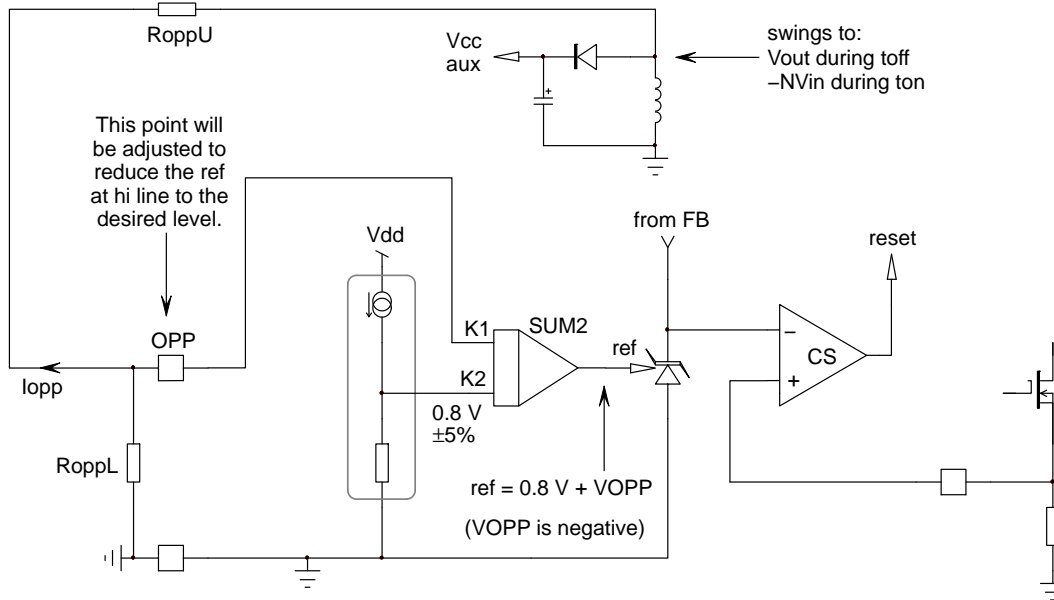 RoppU
Vcc
aux
swings to:
Vout during toff
–NVin during ton
This point will
be adjusted to
reduce the ref
at hi line to the
desired level.
from FB
Vdd
reset
OPP
K1
SUM2
ref
CS
–
+
Iopp
K2
0.8 V
±5%
RoppL
ref = 0.8 V + VOPP
(VOPP is negative)
+